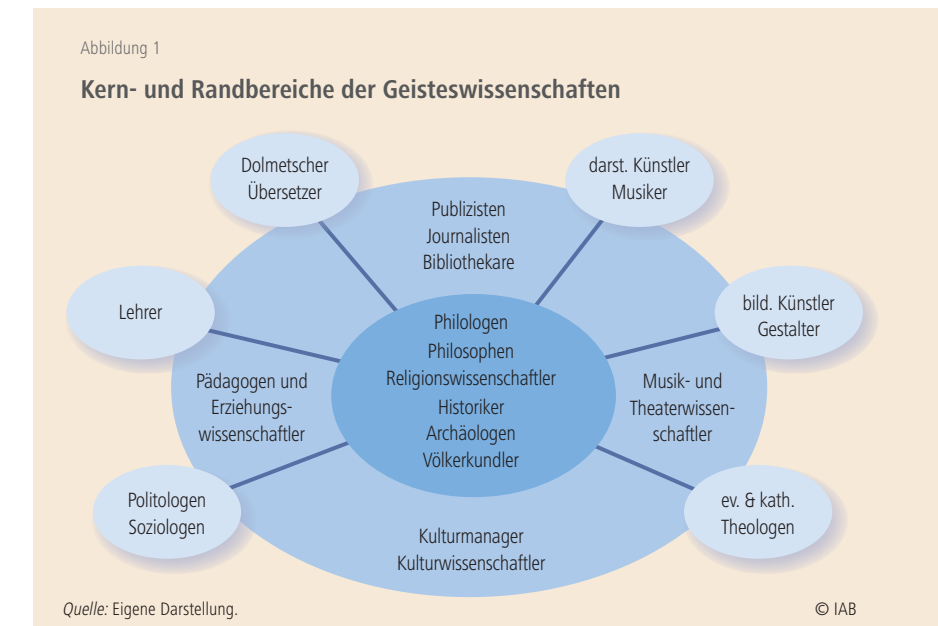 Abbildung 1
Kern- und Randbereiche der Geisteswissenschaften
Dolmetscher
Übersetzer
darst. Künstler
Musiker
Publizisten
Journalisten
Bibliothekare
Lehrer
bild. Künstler
Gestalter
Philologen
Philosophen
Religionswissenschaftler
Historiker
Archäologen
Völkerkundler
Pädagogen und
Erziehungs-
wissenschaftler
Musik- und
Theaterwissen-
schaftler
Politologen
Soziologen
ev. & kath.
Theologen
Kulturmanager
Kulturwissenschaftler
Quelle: Eigene Darstellung.
© IAB